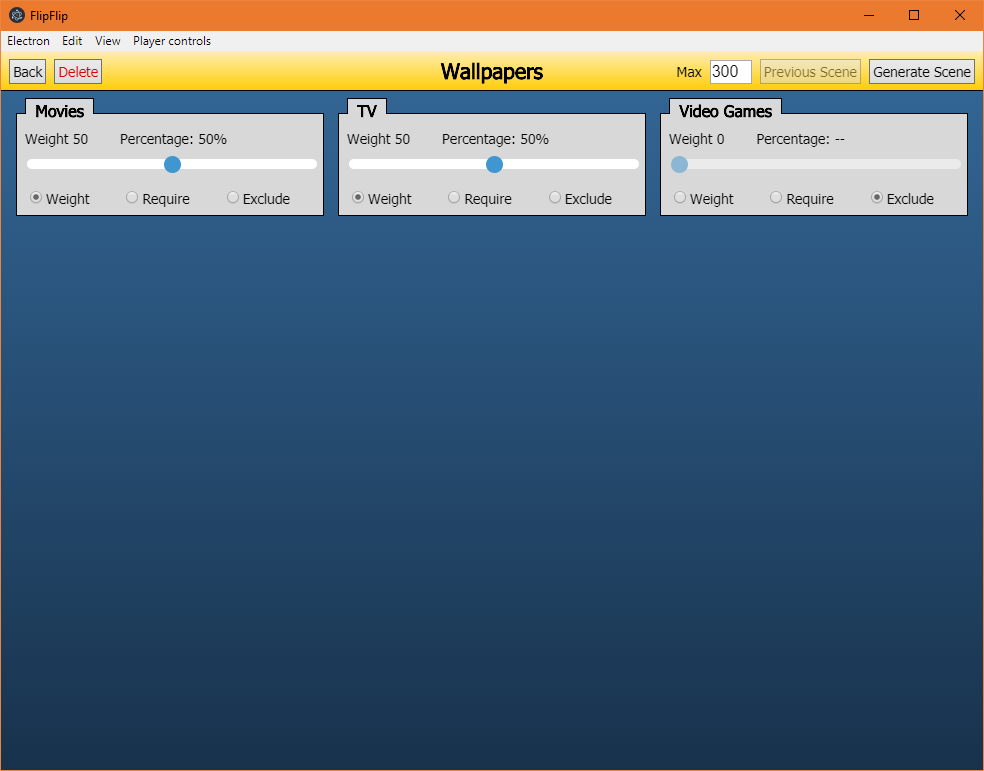 FlipFlip
Electron Edit View Player controls
Back Delete Wallpapers Max 300 Previous Scene Generate Scene
Movies TV Video Games
Weight 50 Percentage: 50% Weight 50 Percentage: 50% Weight 0 Percentage: --
Weight Require Exclude Weight Require Exclude Weight Require Exclude